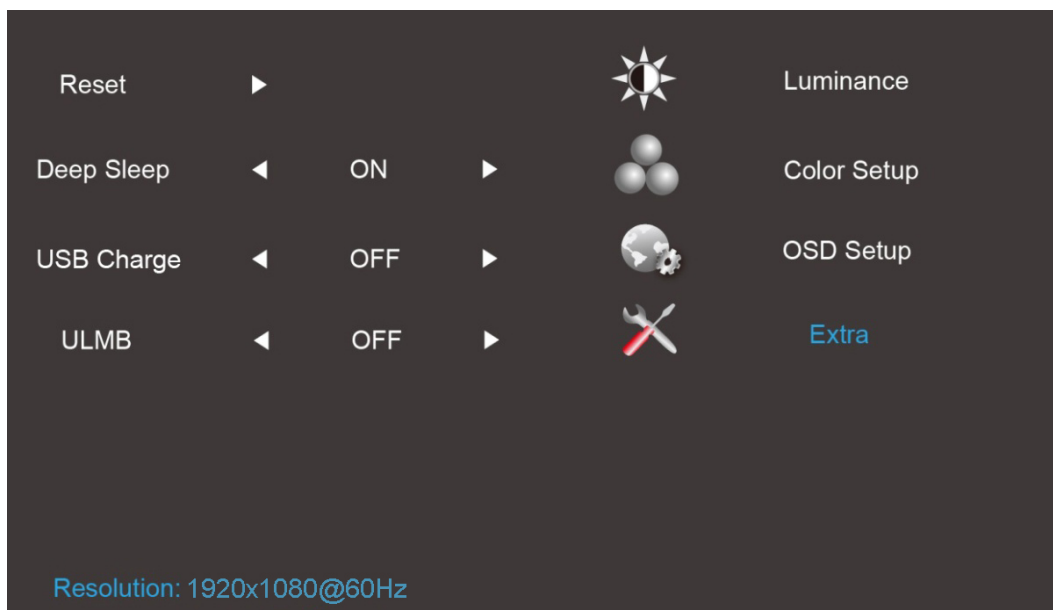 Reset Luminance
Deep Sleep ON Color Setup
USB Charge OFF OSD Setup
ULMB OFF Extra
Resolution: 1920x1080@60Hz